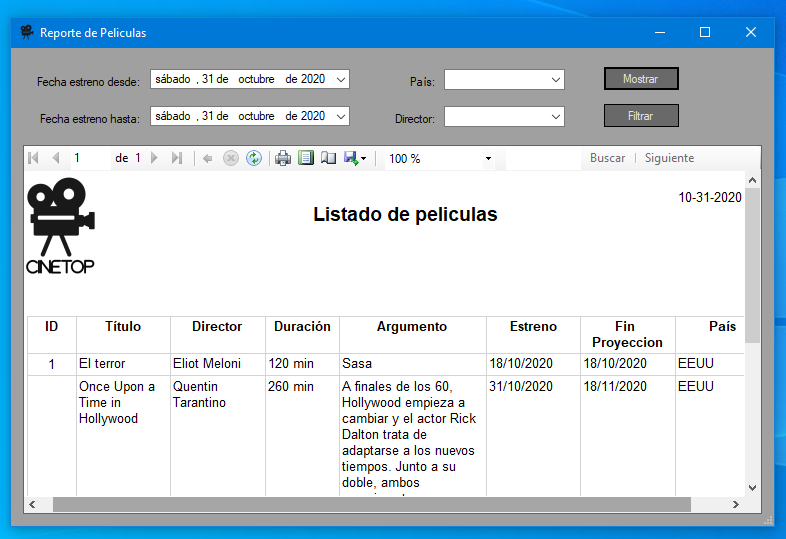 Reporte de Peliculas
Fecha estreno desde: sábado , 31 de octubre de 2020 País: Mostrar
Fecha estreno hasta: sábado , 31 de octubre de 2020 Director: Filtrar
1 de 1 100 % Buscar Siguiente
10-31-2020
Listado de peliculas
CINETOP
ID Título Director Duración Argumento Estreno Fin Proyeccion País
1 El terror Eliot Meloni 120 min Sasa 18/10/2020 18/10/2020 EEUU
Once Upon a Quentin 260 min A finales de los 60, 31/10/2020 18/11/2020 EEUU
Time in Tarantino Hollywood empieza a
Hollywood cambiar y el actor Rick
Dalton trata de
adaptarse a los nuevos
tiempos. Junto a su
doble, ambos